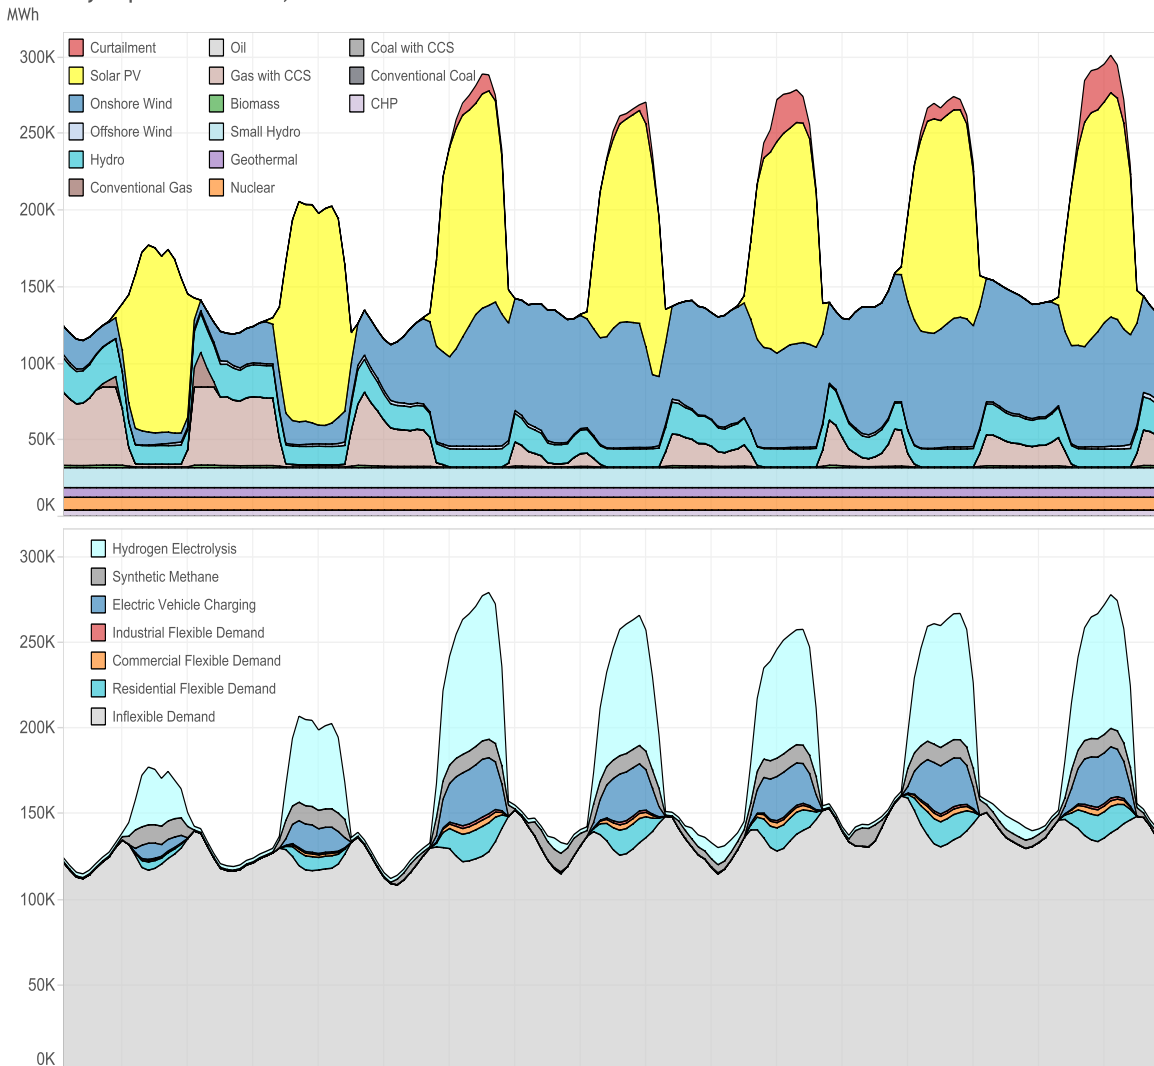 MWh
300K
250K
200K
150K
100K
50K
0K
Curtailment
Solar PV
Onshore Wind
Offshore Wind
Hydro
Conventional Gas
Oil
Gas with CCS
Biomass
Small Hydro
Geothermal
Nuclear
Coal with CCS
Conventional Coal
CHP
300K
250K
200K
150K
100K
50K
0K
Hydrogen Electrolysis
Synthetic Methane
Electric Vehicle Charging
Industrial Flexible Demand
Commercial Flexible Demand
Residential Flexible Demand
Inflexible Demand